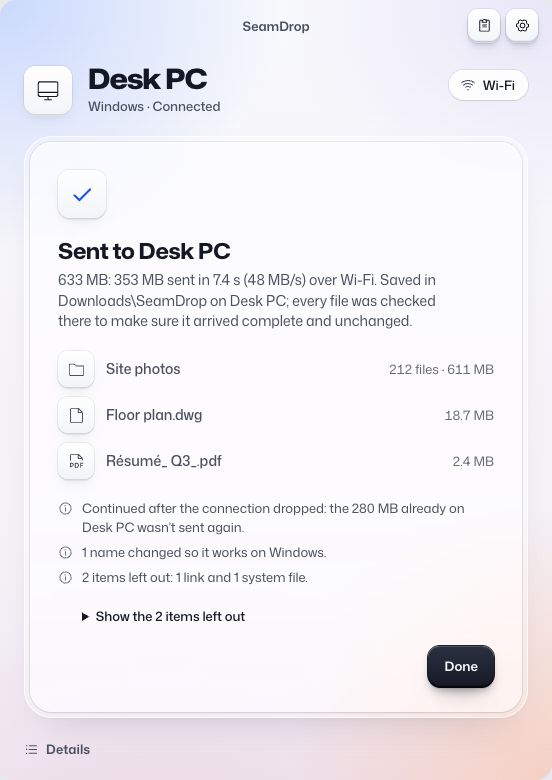 SeamDrop
Desk PC
Windows · Connected
Wi-Fi
Sent to Desk PC
633 MB: 353 MB sent in 7.4 s (48 MB/s) over Wi-Fi. Saved in
Downloads\SeamDrop on Desk PC; every file was checked
there to make sure it arrived complete and unchanged.
Site photos
212 files · 611 MB
Floor plan.dwg
18.7 MB
PDF
Résumé_ Q3_.pdf
2.4 MB
Continued after the connection dropped: the 280 MB already on
Desk PC wasn’t sent again.
1 name changed so it works on Windows.
2 items left out: 1 link and 1 system file.
Show the 2 items left out
Done
Details